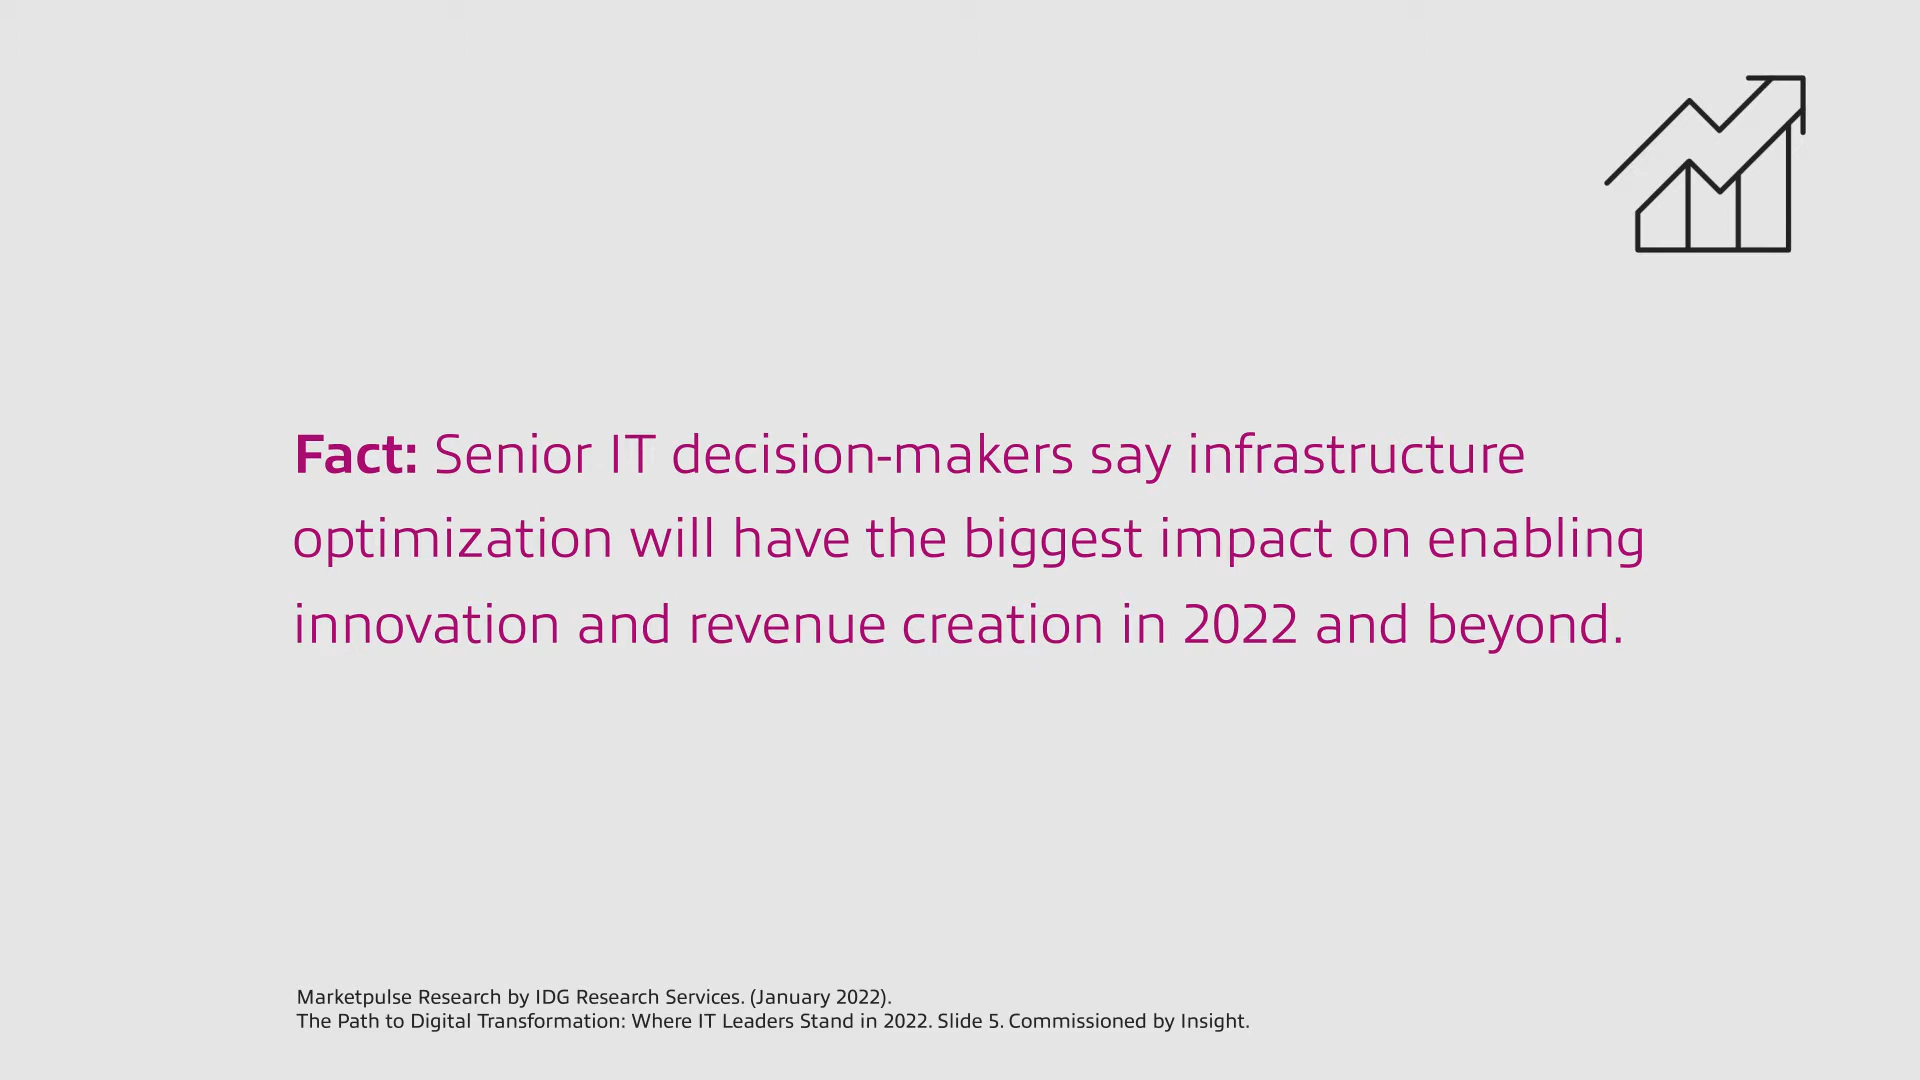 Fact: Senior IT decision-makers say infrastructure
optimization will have the biggest impact on enabling
innovation and revenue creation in 2022 and beyond.
Marketpulse Research by IDG Research Services. (January 2022).
The Path to Digital Transformation: Where IT Leaders Stand in 2022. Slide 5. Commissioned by Insight.